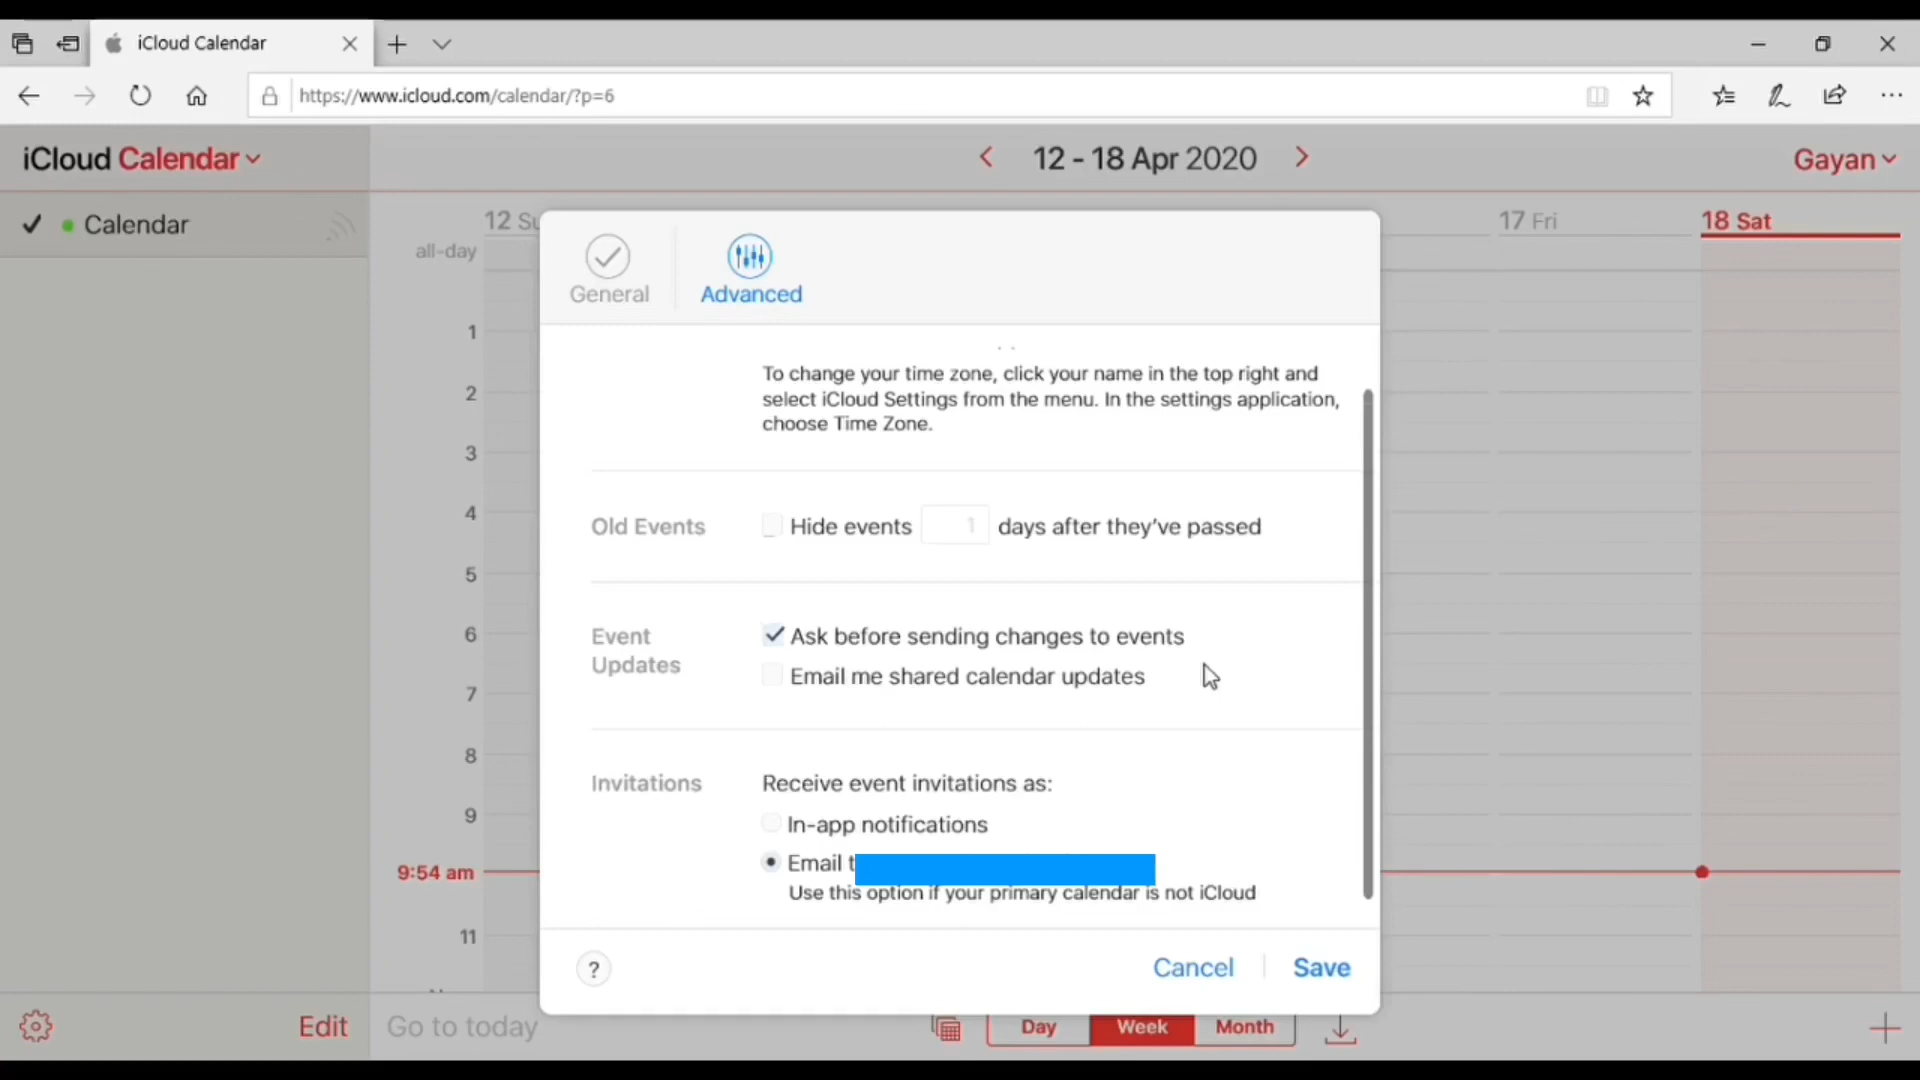 iCloud Calendar
https://www.icloud.com/calendar/?p=6
iCloud Calendar
12 - 18 Apr 2020
Gayan
Calendar
12
17 Fri
18 Sat
all-day
General
Advanced
1
2
3
4
5
6
7
8
9
9:54 am
11
To change your time zone, click your name in the top right and
select iCloud Settings from the menu. In the settings application,
choose Time Zone.
Old Events
Hide events 1 days after they've passed
Event
Updates
Ask before sending changes to events
Email me shared calendar updates
Invitations
Receive event invitations as:
In-app notifications
Email
Use this option if your primary calendar is not iCloud
?
Cancel
Save
Edit
Go to today
Day
Week
Month